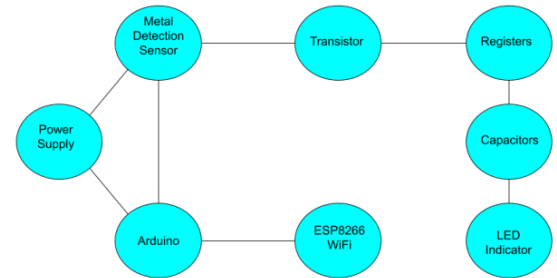 Metal
Detection
Sensor
Transistor
Registers
Power
Supply
Capacitors
Arduino
ESP8266
WiFi
LED
Indicator